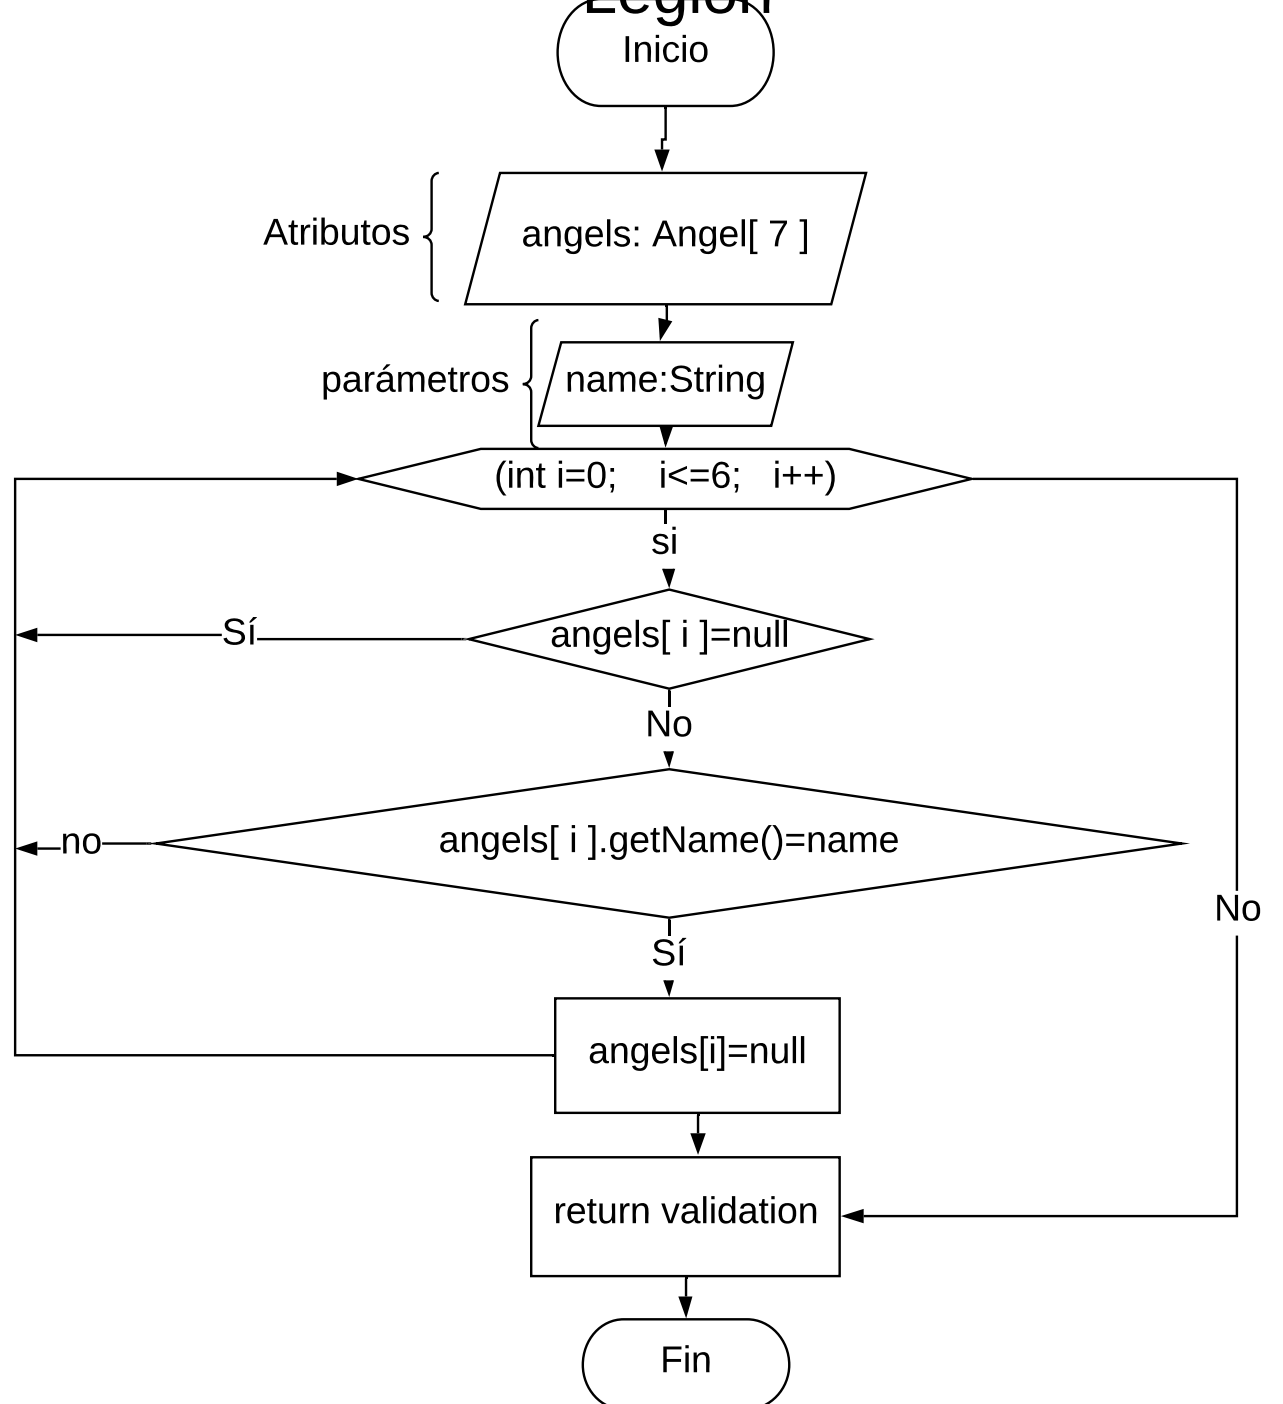 Legion
Inicio
Atributos
angels: Angel[ 7 ]
parámetros
name:String
(int i=0; i<=6; i++)
si
angels[ i ]=null
Sí
No
angels[ i ].getName()=name
no
No
Sí
angels[i]=null
return validation
Fin